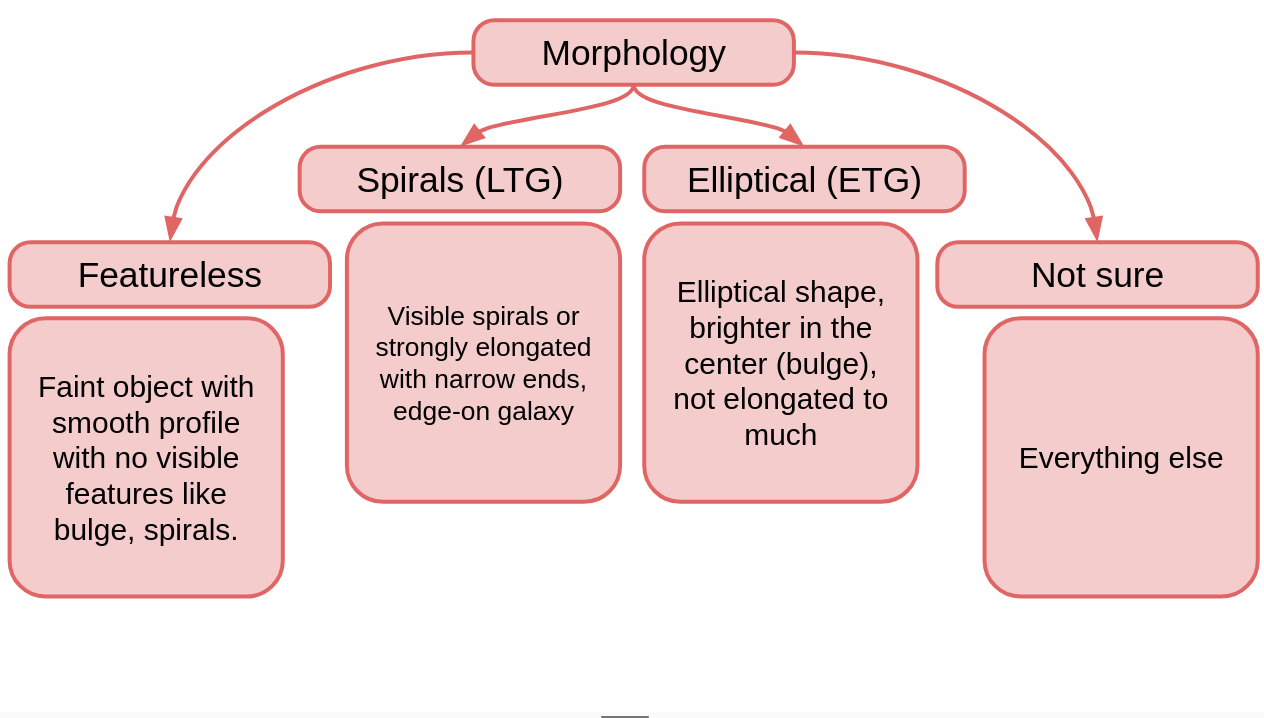 Morphology
Spirals (LTG)
Elliptical (ETG)
Featureless
Not sure
Faint object with
smooth profile
with no visible
features like
bulge, spirals.
Visible spirals or
strongly elongated
with narrow ends,
edge-on galaxy
Elliptical shape,
brighter in the
center (bulge),
not elongated to
much
Everything else